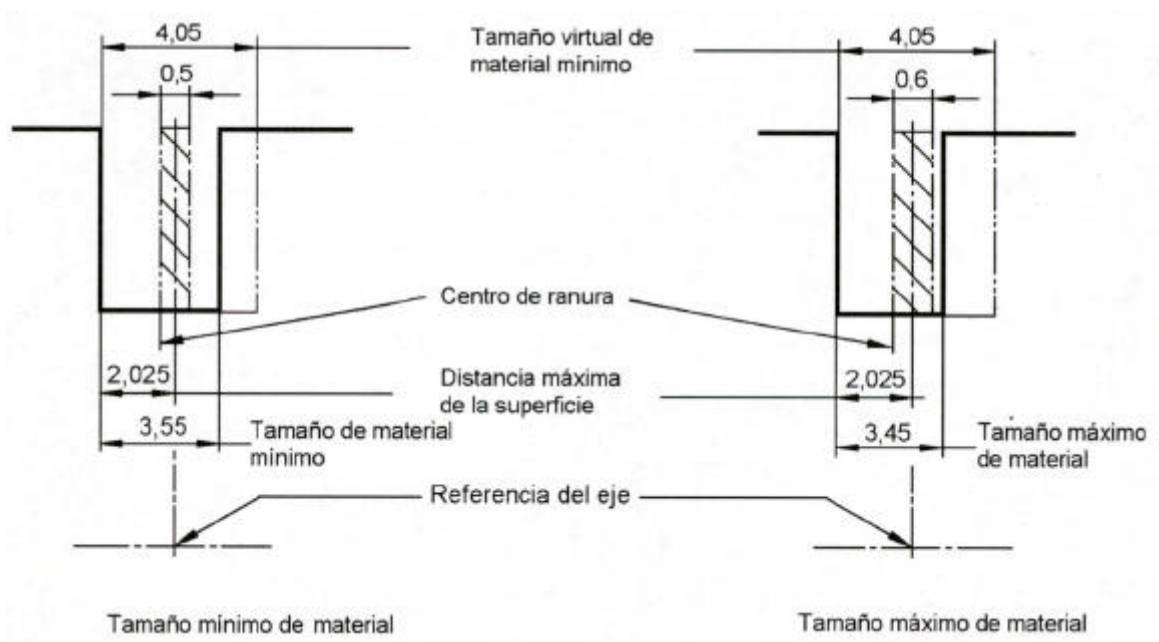 4,05
Tamaño virtual de
material mínimo
4,05
0,5
0,6
Centro de ranura
2,025
Distancia máxima
de la superficie
2,025
3,55
Tamaño de material
mínimo
3,45
Tamaño máximo
de material
Referencia del eje
Tamaño mínimo de material
Tamaño máximo de material